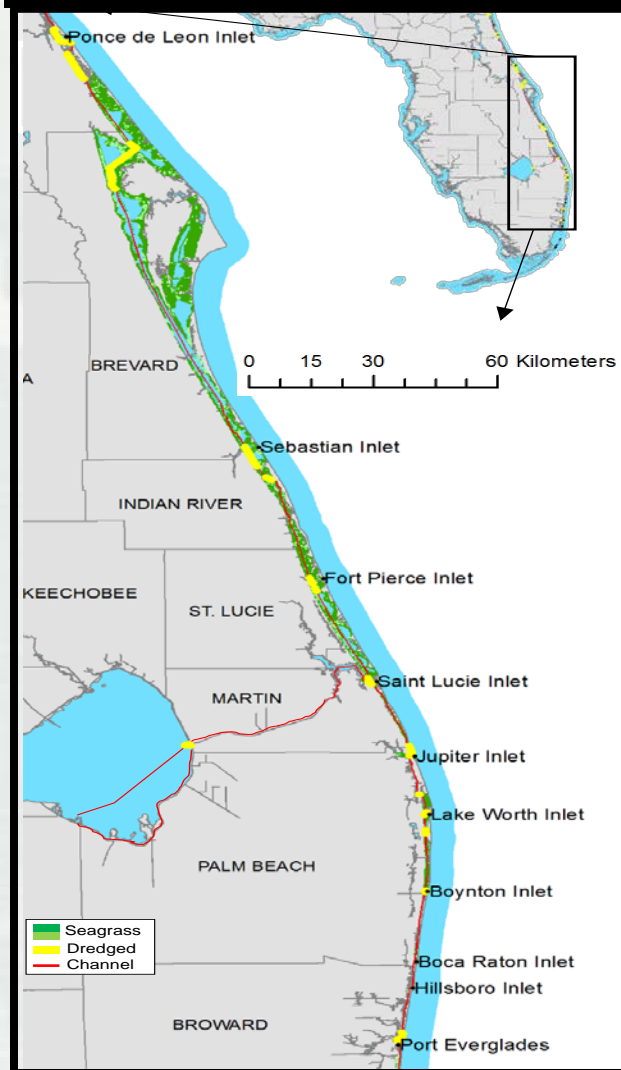 Ponce de Leon Inlet
BREVARD
0 15 30 60 Kilometers
A
Sebastian Inlet
INDIAN RIVER
Fort Pierce Inlet
KEECHOBEE
ST. LUCIE
Saint Lucie Inlet
MARTIN
Jupiter Inlet
Lake Worth Inlet
PALM BEACH
Boynton Inlet
Seagrass
Dredged
Channel
Boca Raton Inlet
Hillsboro Inlet
BROWARD
Port Everglades